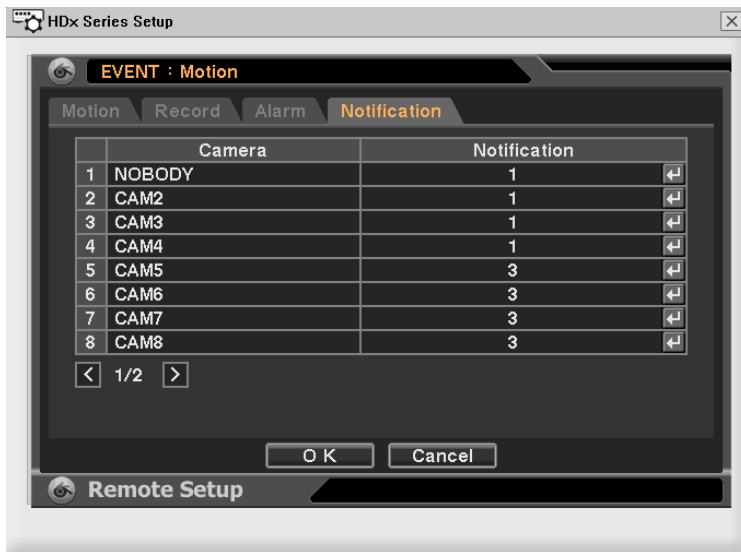 HDx Series Setup
EVENT : Motion
Motion Record Alarm Notification
Camera Notification
1 NOBODY 1
2 CAM2 1
3 CAM3 1
4 CAM4 1
5 CAM5 3
6 CAM6 3
7 CAM7 3
8 CAM8 3
< 1/2 >
O K Cancel
Remote Setup